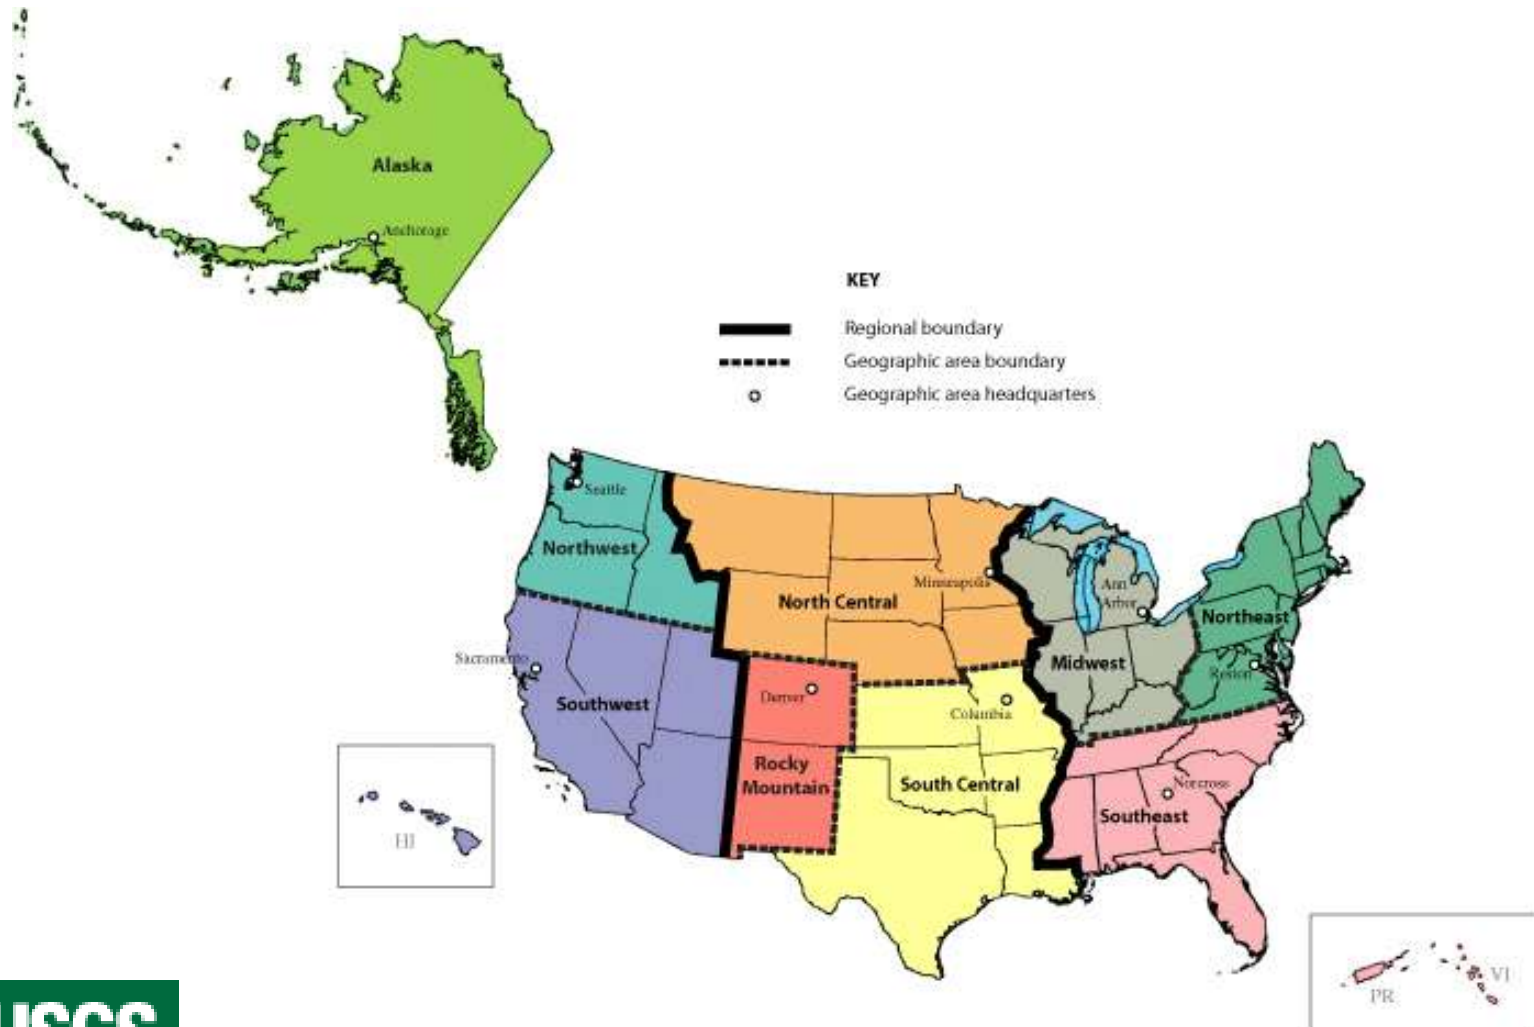 Alaska
Anchorage
KEY
Regional boundary
Geographic area boundary
Geographic area headquarters
Seattle
Northwest
Minneapolis
North Central
Ann
Arbor
Northeast
Midwest
Reston
Sacramento
Southwest
Denver
Columbia
Rocky
Mountain
South Central
Norcross
Southeast
HI
PR
VI
USGS